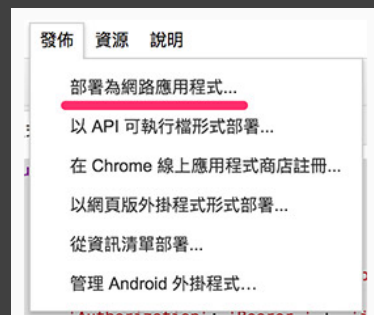 發佈 資源 說明
部署為網路應用程式...
以 API 可執行檔形式部署...
在 Chrome 線上應用程式商店註冊...
以網頁版外掛程式形式部署...
從資訊清單部署...
管理 Android 外掛程式...